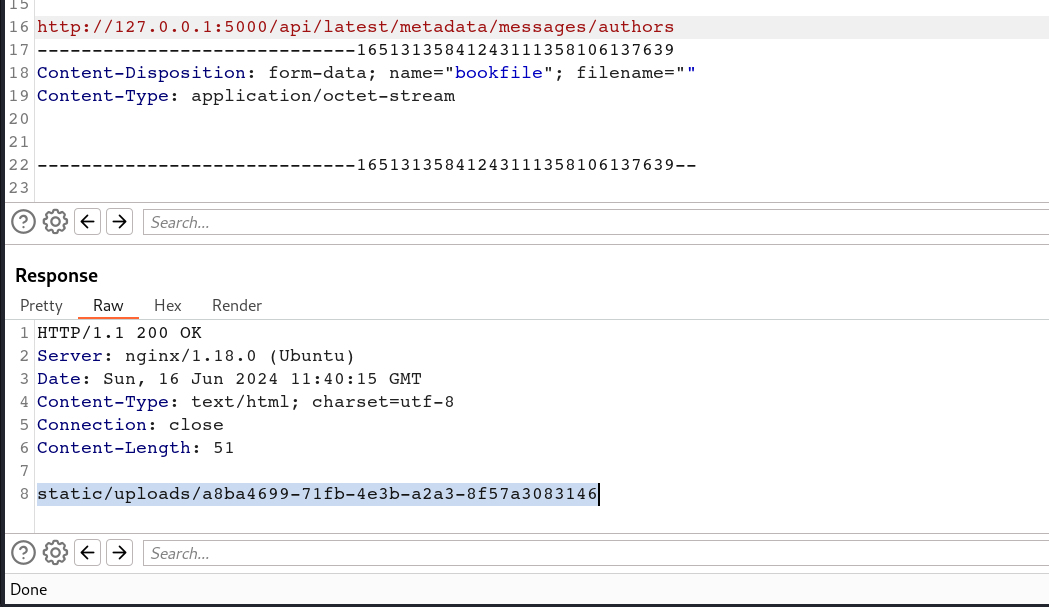 15
16 http://127.0.0.1:5000/api/latest/metadata/messages/authors
17 -----------------------------165131358412431111358106137639
18 Content-Disposition: form-data; name="bookfile"; filename=""
19 Content-Type: application/octet-stream
20
21
22 -----------------------------165131358412431111358106137639--
23
Search...
Response
Pretty Raw Hex Render
1 HTTP/1.1 200 OK
2 Server: nginx/1.18.0 (Ubuntu)
3 Date: Sun, 16 Jun 2024 11:40:15 GMT
4 Content-Type: text/html; charset=utf-8
5 Connection: close
6 Content-Length: 51
7
8 static/uploads/a8ba4699-71fb-4e3b-a2a3-8f57a3083146
Search...
Done